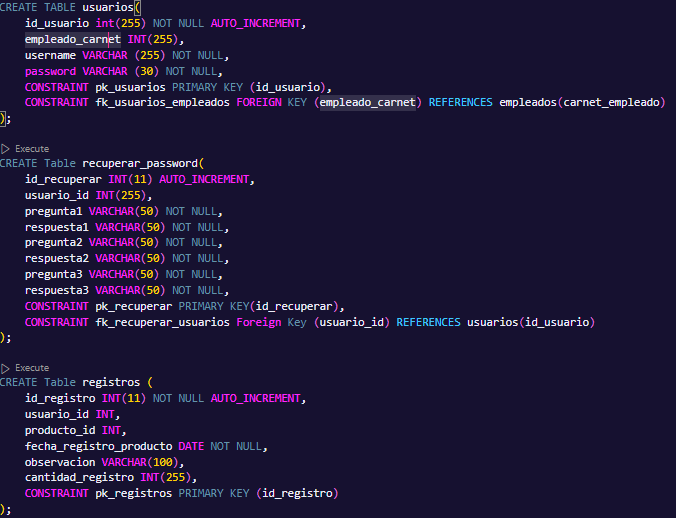 CREATE TABLE usuarios(
id_usuario int(255) NOT NULL AUTO_INCREMENT,
empleado_carnet INT(255),
username VARCHAR (255) NOT NULL,
password VARCHAR (30) NOT NULL,
CONSTRAINT pk_usuarios PRIMARY KEY (id_usuario),
CONSTRAINT fk_usuarios_empleados FOREIGN KEY (empleado_carnet) REFERENCES empleados(carnet_empleado)
);
Execute
CREATE Table recuperar_password(
id_recuperar INT(11) AUTO_INCREMENT,
usuario_id INT(255),
pregunta1 VARCHAR(50) NOT NULL,
respuesta1 VARCHAR(50) NOT NULL,
pregunta2 VARCHAR(50) NOT NULL,
respuesta2 VARCHAR(50) NOT NULL,
pregunta3 VARCHAR(50) NOT NULL,
respuesta3 VARCHAR(50) NOT NULL,
CONSTRAINT pk_recuperar PRIMARY KEY(id_recuperar),
CONSTRAINT fk_recuperar_usuarios Foreign Key (usuario_id) REFERENCES usuarios(id_usuario)
);
Execute
CREATE Table registros (
id_registro INT(11) NOT NULL AUTO_INCREMENT,
usuario_id INT,
producto_id INT,
fecha_registro_producto DATE NOT NULL,
observacion VARCHAR(100),
cantidad_registro INT(255),
CONSTRAINT pk_registros PRIMARY KEY (id_registro)
);